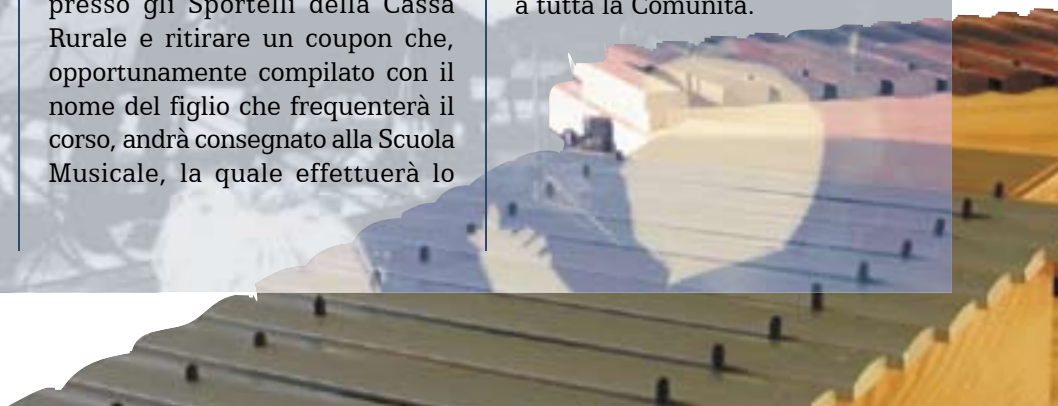 presso gli Sportelli della Cassa
Rurale e ritirare un coupon che,
opportunamente compilato con il
nome del figlio che frequenterà il
corso, andrà consegnato alla Scuola
Musicale, la quale effettuerà lo
a tutta la Comunità.